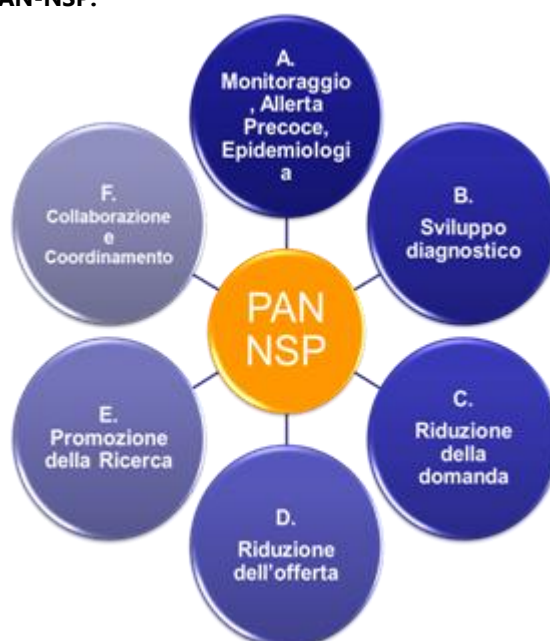 PAN-NSP:
A.
Monitoraggio
, Allerta
Precoce,
Epidemiologi
a
B.
Sviluppo
diagnostico
C.
Riduzione
della
domanda
D.
Riduzione
dell'offerta
E.
Promozione
della Ricerca
F.
Collaborazione
e
Coordinamento
PAN
NSP